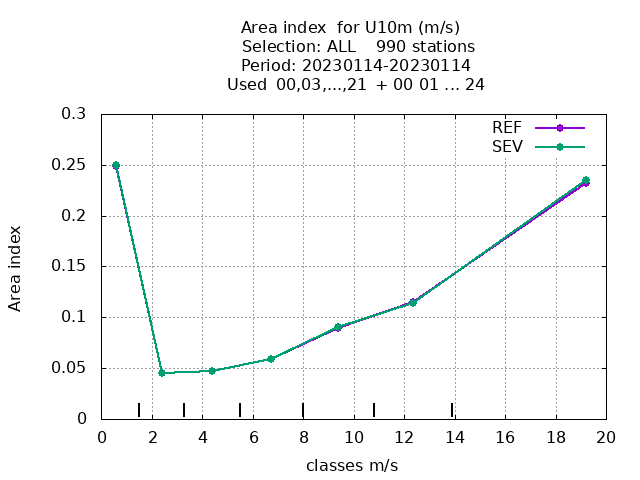 Area index  for U10m (m/s)
Selection: ALL    990 stations
Period: 20230114-20230114
Used  00,03,...,21  + 00 01 ... 24
0.3
0.25
0.2
0.15
0.1
0.05
0
REF
SEV
Area index
0 2 4 6 8 10 12 14 16 18 20
classes m/s